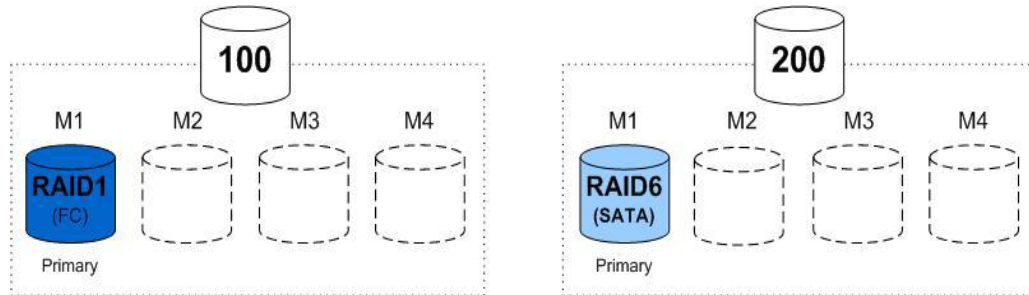 100
200
M1 M2 M3 M4
M1 M2 M3 M4
RAID1
(FC)
RAID6
(SATA)
Primary
Primary